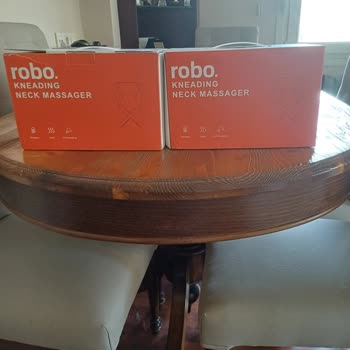 robo.
KNEADING
NECK MASSAGER
robo.
KNEADING
NECK MASSAGER